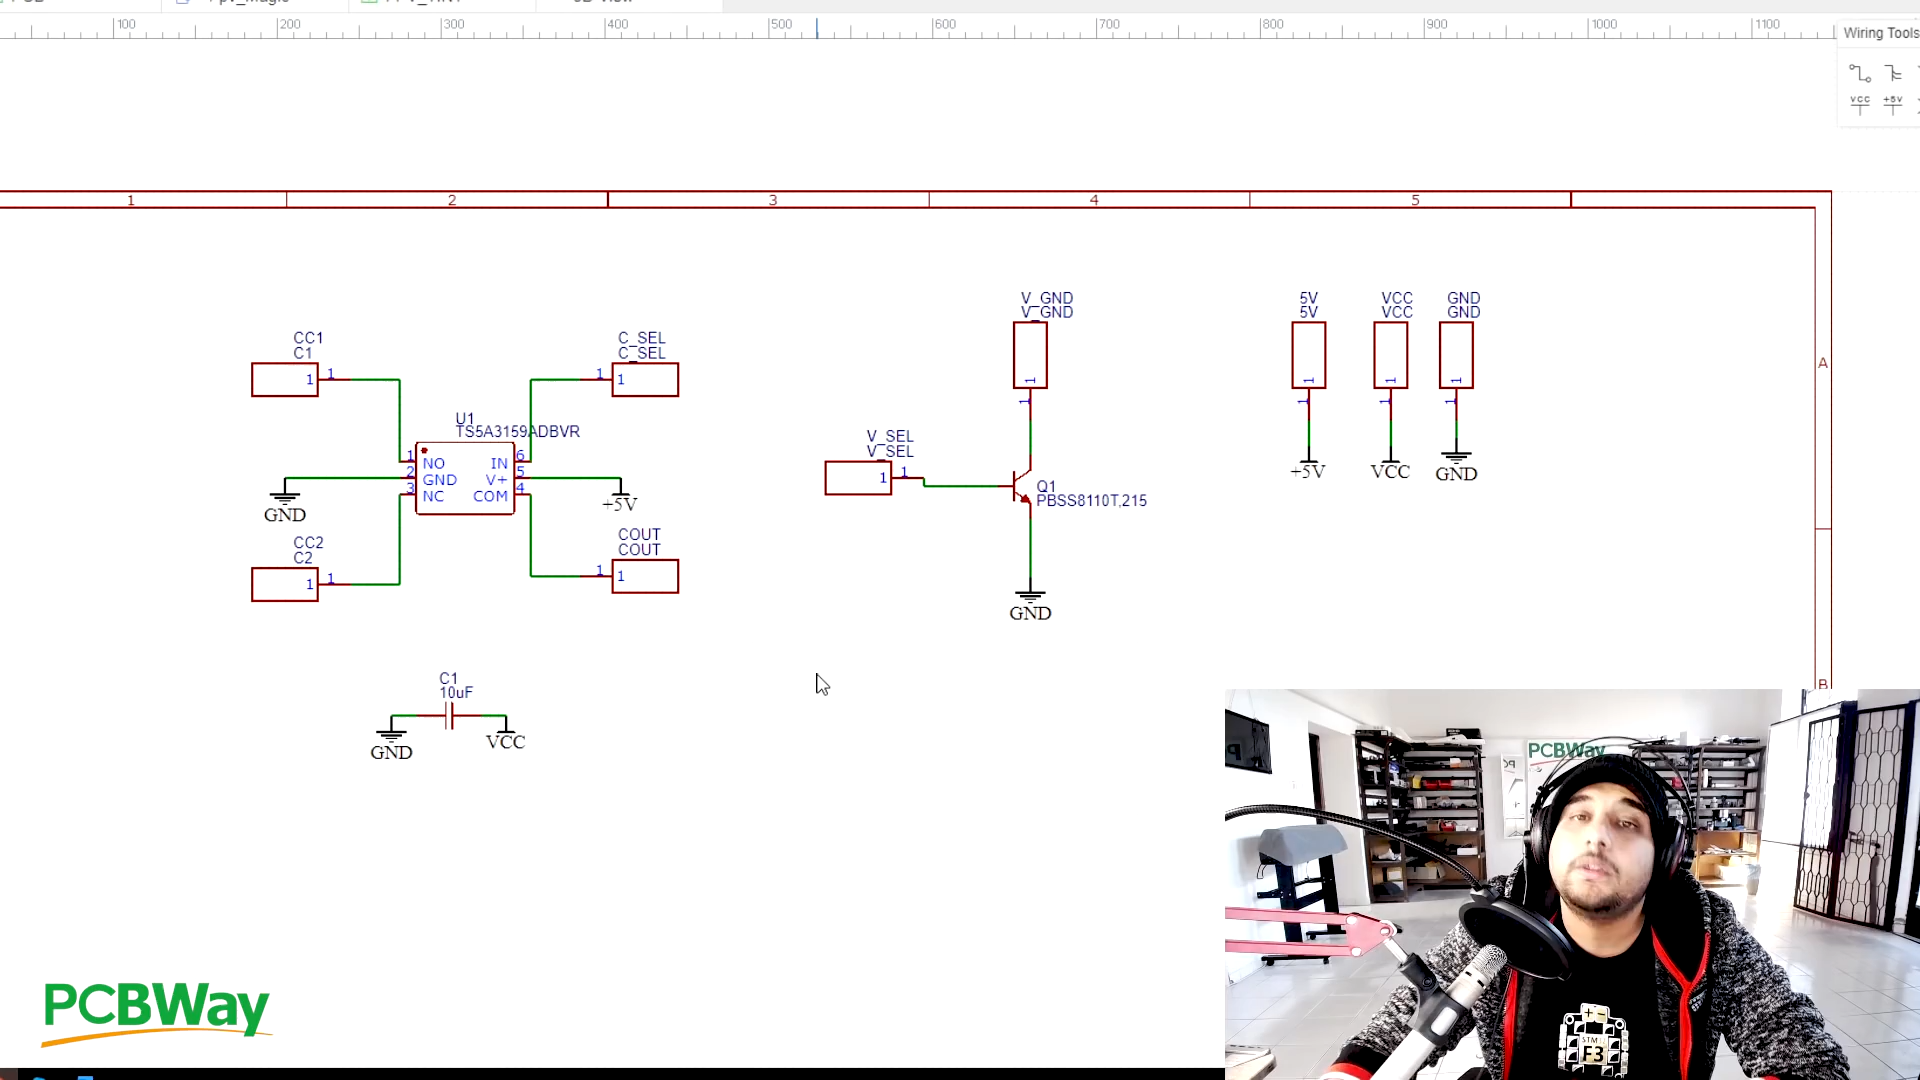 100 200 300 400 500 600 700 800 900 1000 1100
Wiring Tools
VCC +5V
1 2 3 4 5
A
B
CC1
C1
1 1
C_SEL
C_SEL
1 1
U1
TS5A3159ADBVR
1 NO IN 6
2 GND V+ 5
3 NC COM 4
GND
+5V
CC2
C2
1 1
COUT
COUT
1 1
C1
10uF
GND VCC
V_GND
V_GND
1
1
V_SEL
V_SEL
1 1
Q1
PBSS8110T,215
GND
5V VCC GND
5V VCC GND
1 1 1
1 1 1
+5V VCC GND
PCBWay
PCBWay
+ -
STM32
F3